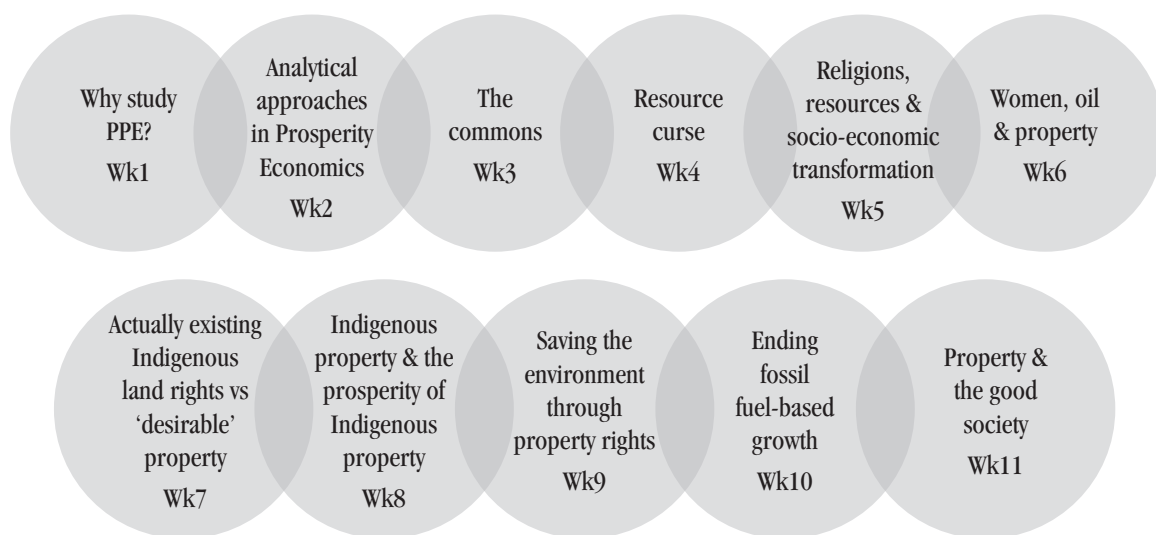 Why study
PPE?
Wk1
Analytical
approaches
in Prosperity
Economics
Wk2
The
commons
Wk3
Resource
curse
Wk4
Religions,
resources &
socio-economic
transformation
Wk5
Women, oil
& property
Wk6
Actually existing
Indigenous
land rights vs
‘desirable’
property
Wk7
Indigenous
property & the
prosperity of
Indigenous
property
Wk8
Saving the
environment
through
property rights
Wk9
Ending
fossil
fuel-based
growth
Wk10
Property &
the good
society
Wk11